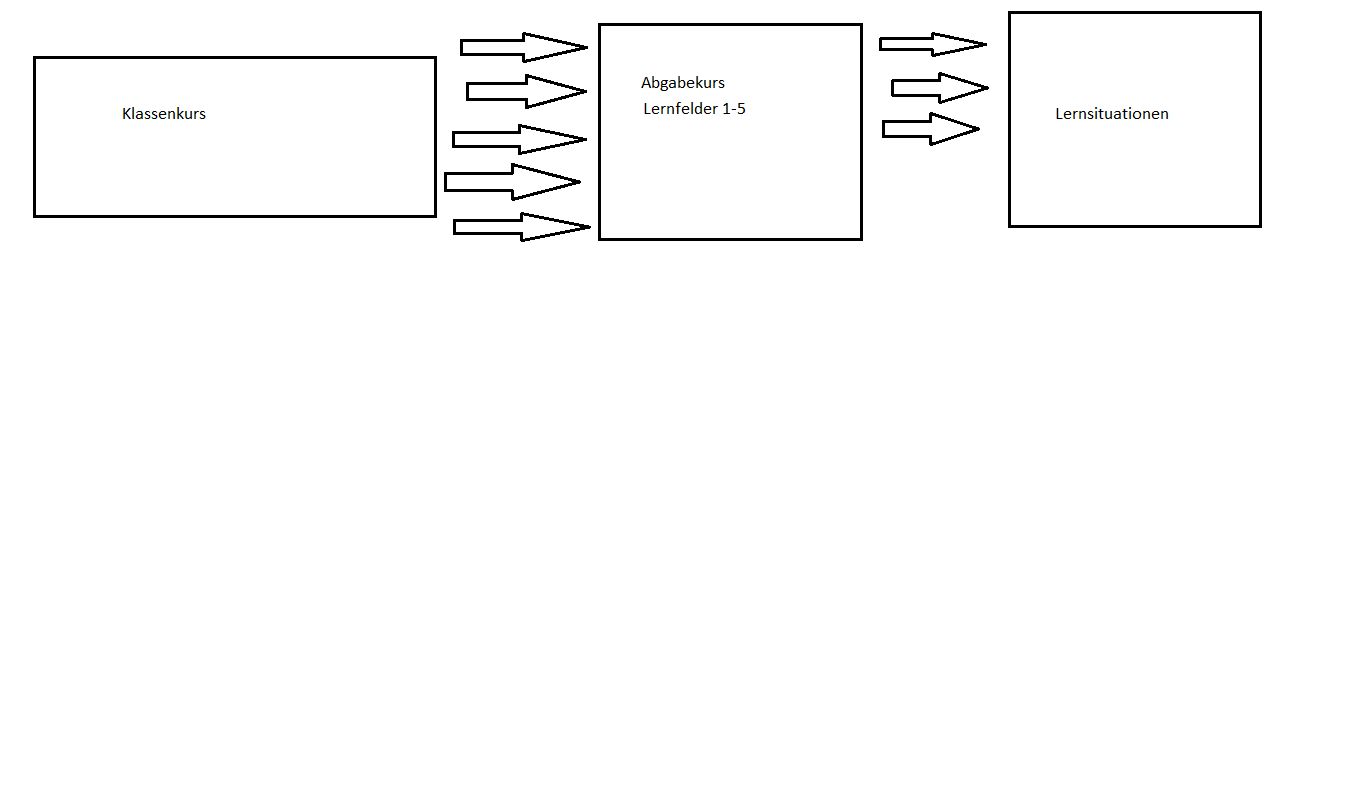 Klassenkurs
Abgabekurs
Lernfelder 1-5
Lernsituationen